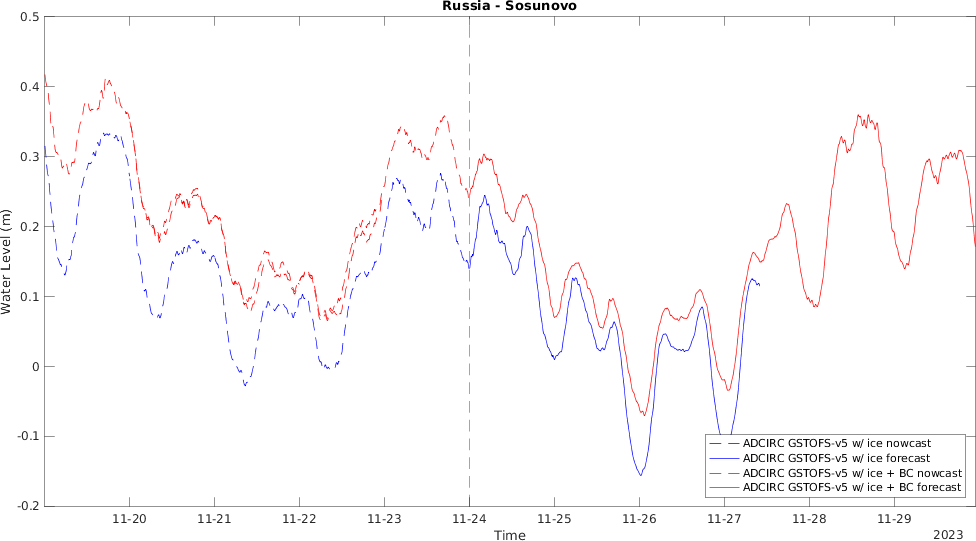 Russia - Sosunovo
0.5
0.4
0.3
0.2
0.1
0
-0.1
-0.2
Water Level (m)
ADCIRC GSTOFS-v5 w/ ice nowcast
ADCIRC GSTOFS-v5 w/ ice forecast
ADCIRC GSTOFS-v5 w/ ice + BC nowcast
ADCIRC GSTOFS-v5 w/ ice + BC forecast
11-20 11-21 11-22 11-23 11-24 11-25 11-26 11-27 11-28 11-29
Time
2023